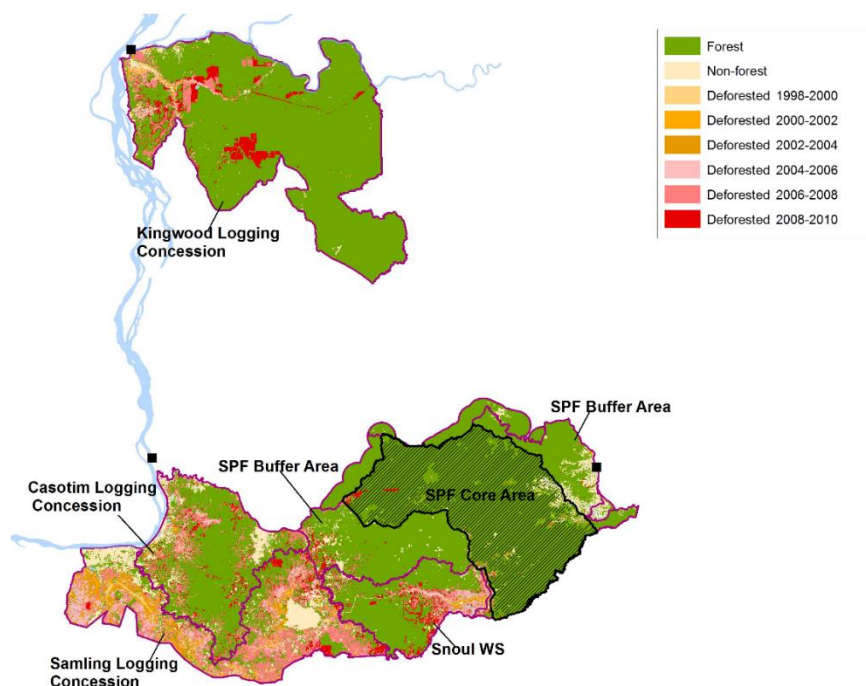 Forest
Non-forest
Deforested 1998-2000
Deforested 2000-2002
Deforested 2002-2004
Deforested 2004-2006
Deforested 2006-2008
Deforested 2008-2010
Kingwood Logging
Concession
SPF Buffer Area
SPF Buffer Area
Casotim Logging
Concession
SPF Core Area
Snoul WS
Samling Logging
Concession